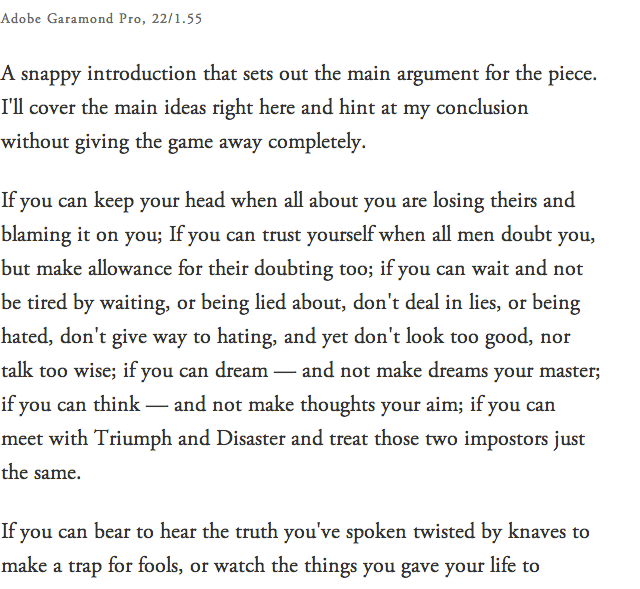 Adobe Garamond Pro, 22/1.55
A snappy introduction that sets out the main argument for the piece.
I'll cover the main ideas right here and hint at my conclusion
without giving the game away completely.
If you can keep your head when all about you are losing theirs and
blaming it on you; If you can trust yourself when all men doubt you,
but make allowance for their doubting too; if you can wait and not
be tired by waiting, or being lied about, don't deal in lies, or being
hated, don't give way to hating, and yet don't look too good, nor
talk too wise; if you can dream — and not make dreams your master;
if you can think — and not make thoughts your aim; if you can
meet with Triumph and Disaster and treat those two impostors just
the same.
If you can bear to hear the truth you've spoken twisted by knaves to
make a trap for fools, or watch the things you gave your life to